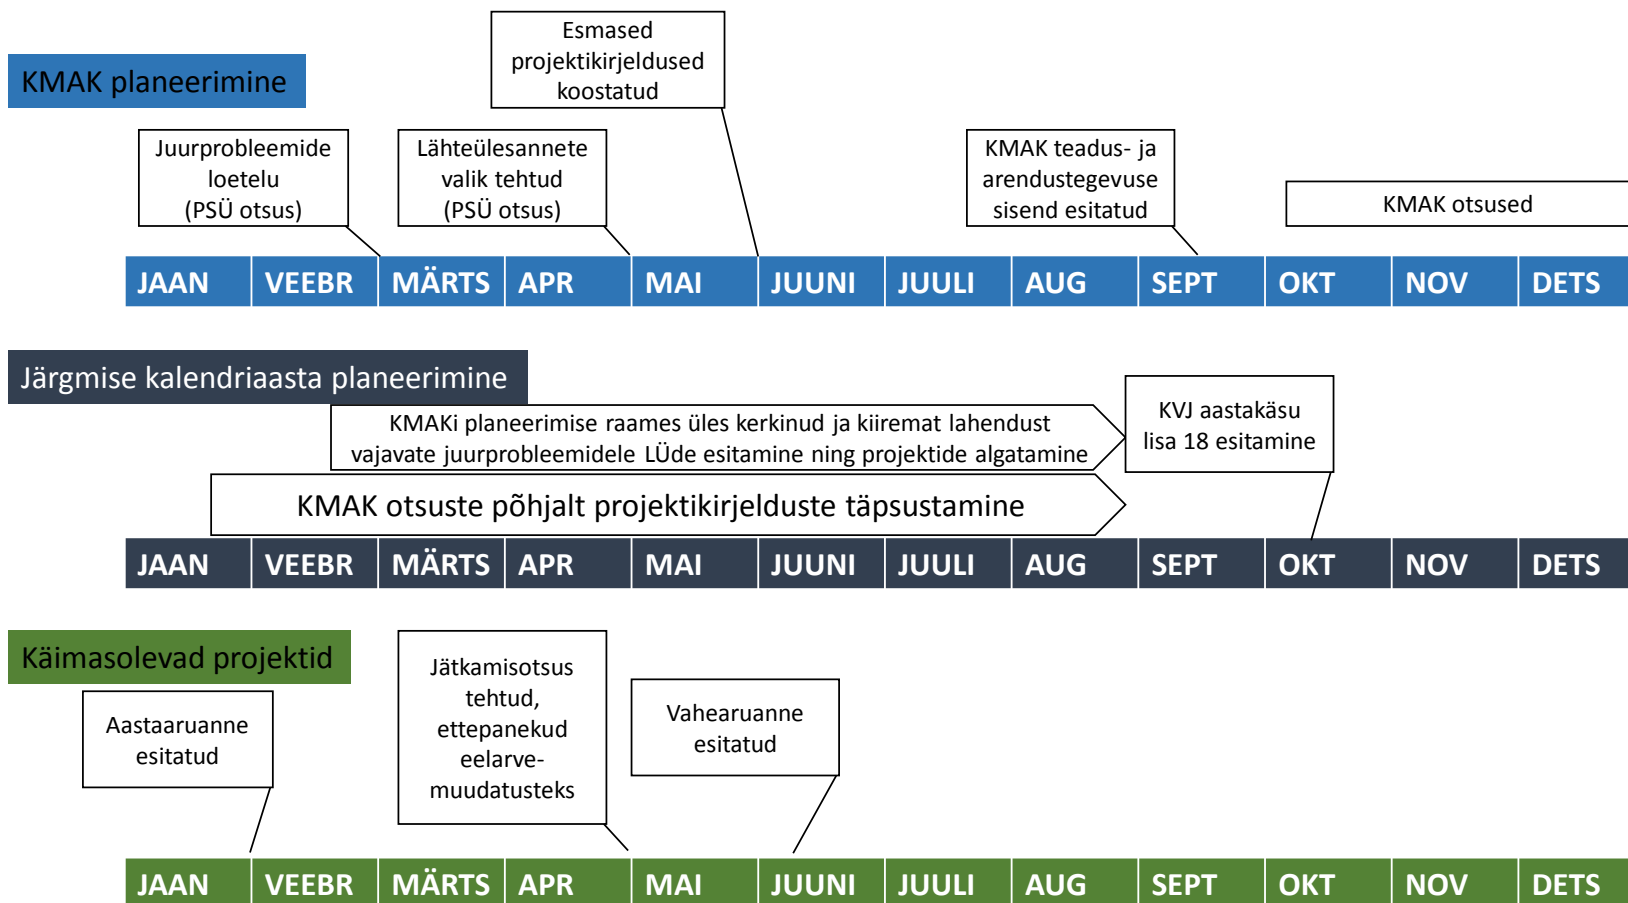 KMAK planeerimine
Esmased
projektikirjeldused
koostatud
Juurprobleemide
loetelu
(PSÜ otsus)
Lähteülesannete
valik tehtud
(PSÜ otsus)
KMAK teadus- ja
arendustegevuse
sisend esitatud
KMAK otsused
JAAN VEEBR MÄRTS APR MAI JUUNI JUULI AUG SEPT OKT NOV DETS
Järgmise kalendriaasta planeerimine
KMAKi planeerimise raames üles kerkinud ja kiiremat lahendust
vajavate juurprobleemidele LÜde esitamine ning projektide algatamine
KVJ aastakäsu
lisa 18 esitamine
KMAK otsuste põhjalt projektikirjelduste täpsustamine
JAAN VEEBR MÄRTS APR MAI JUUNI JUULI AUG SEPT OKT NOV DETS
Käimasolevad projektid
Aastaaruanne
esitatud
Jätkamisotsus
tehtud,
ettepanekud
eelarve-
muudatusteks
Vahearuanne
esitatud
JAAN VEEBR MÄRTS APR MAI JUUNI JUULI AUG SEPT OKT NOV DETS